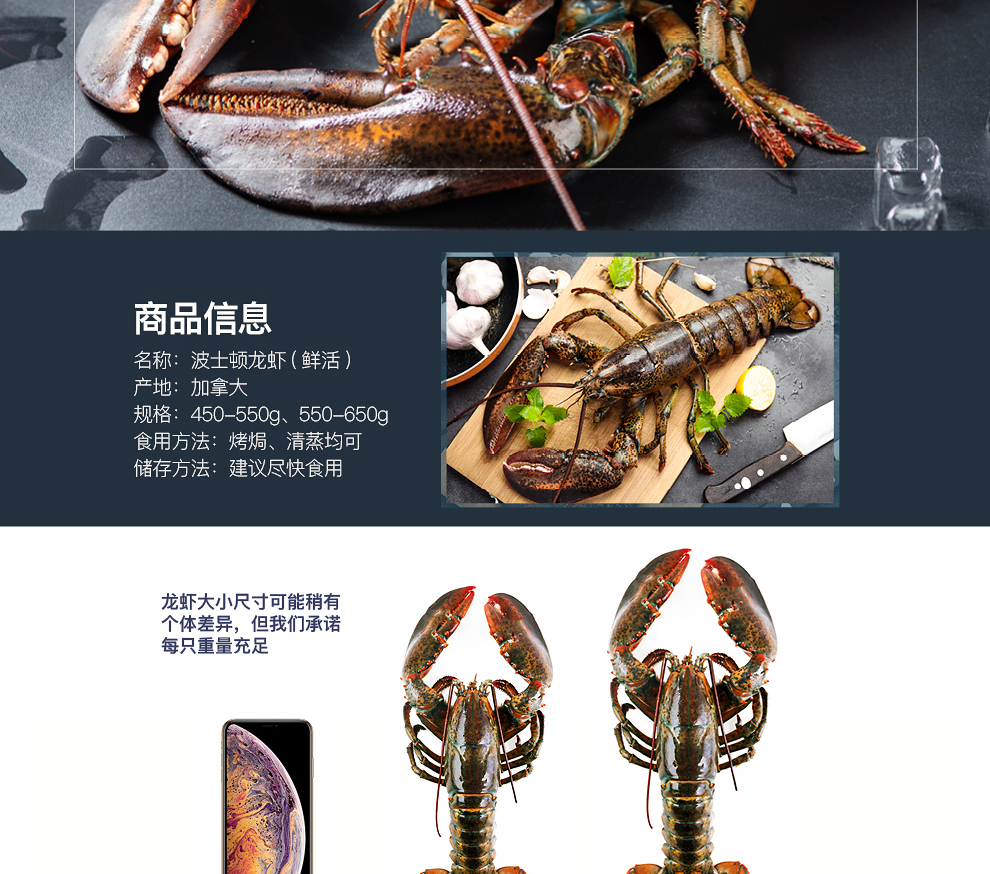 商品信息
名称：波士顿龙虾（鲜活）
产地：加拿大
规格：450-550g、550-650g
食用方法：烤焗、清蒸均可
储存方法：建议尽快食用
龙虾大小尺寸可能稍有
个体差异，但我们承诺
每只重量充足